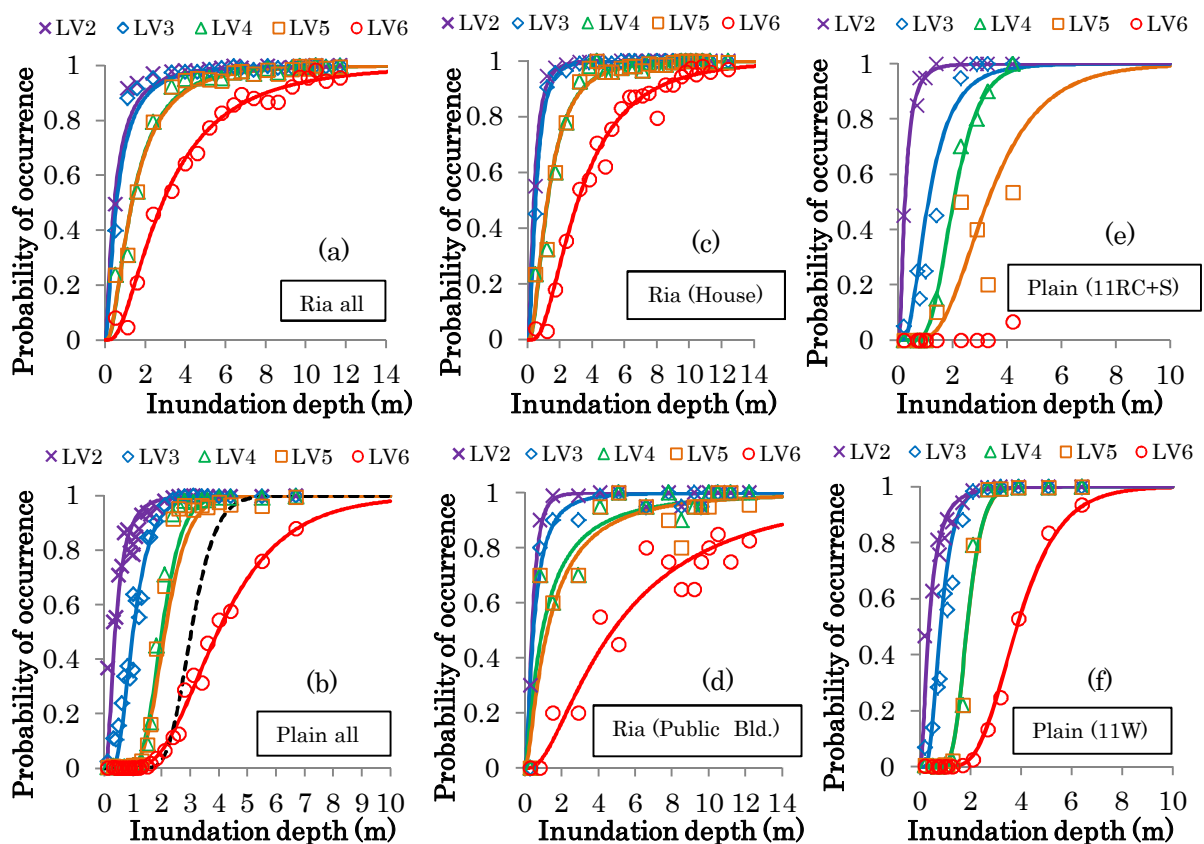 LV2 LV3 LV4 LV5 LV6
Probability of occurrence
1
0.8
0.6
0.4
0.2
0
0 2 4 6 8 10 12 14
Inundation depth (m)
(a)
Ria all
LV2 LV3 LV4 LV5 LV6
Probability of occurrence
1
0.8
0.6
0.4
0.2
0
0 2 4 6 8 10 12 14
Inundation depth (m)
(c)
Ria (House)
LV2 LV3 LV4 LV5 LV6
Probability of occurrence
1
0.8
0.6
0.4
0.2
0
0 2 4 6 8 10
Inundation depth (m)
(e)
Plain (11RC+S)
LV2 LV3 LV4 LV5 LV6
Probability of occurrence
1
0.8
0.6
0.4
0.2
0
0 1 2 3 4 5 6 7 8 9 10
Inundation depth (m)
(b)
Plain all
LV2 LV3 LV4 LV5 LV6
Probability of occurrence
1
0.8
0.6
0.4
0.2
0
0 2 4 6 8 10 12 14
Inundation depth (m)
(d)
Ria (Public Bld.)
LV2 LV3 LV4 LV5 LV6
Probability of occurrence
1
0.8
0.6
0.4
0.2
0
0 2 4 6 8 10
Inundation depth (m)
(f)
Plain (11W)